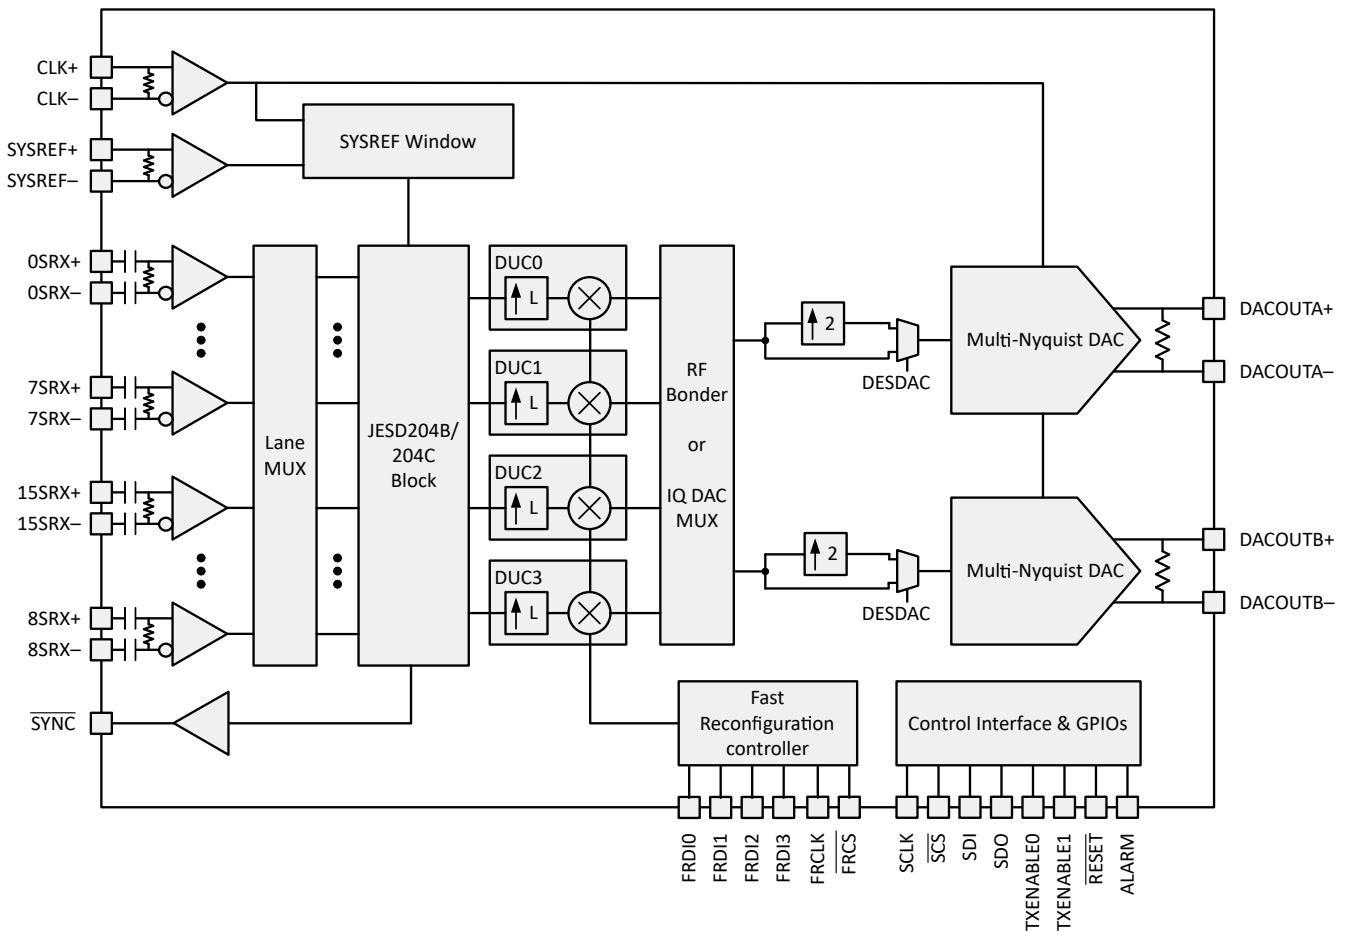 CLK+
CLK–
SYSREF+
SYSREF–
SYSREF Window
0SRX+
0SRX–
7SRX+
7SRX–
15SRX+
15SRX–
8SRX+
8SRX–
SYNC
Lane
MUX
JESD204B/
204C
Block
DUC0
L
DUC1
L
DUC2
L
DUC3
L
RF
Bonder
or
IQ DAC
MUX
2
DESDAC
Multi-Nyquist DAC
DACOUTA+
DACOUTA–
2
DESDAC
Multi-Nyquist DAC
DACOUTB+
DACOUTB–
Fast
Reconfiguration
controller
Control Interface & GPIOs
FRDI0
FRDI1
FRDI2
FRDI3
FRCLK
FRCS
SCLK
SCS
SDI
SDO
TXENABLE0
TXENABLE1
RESET
ALARM